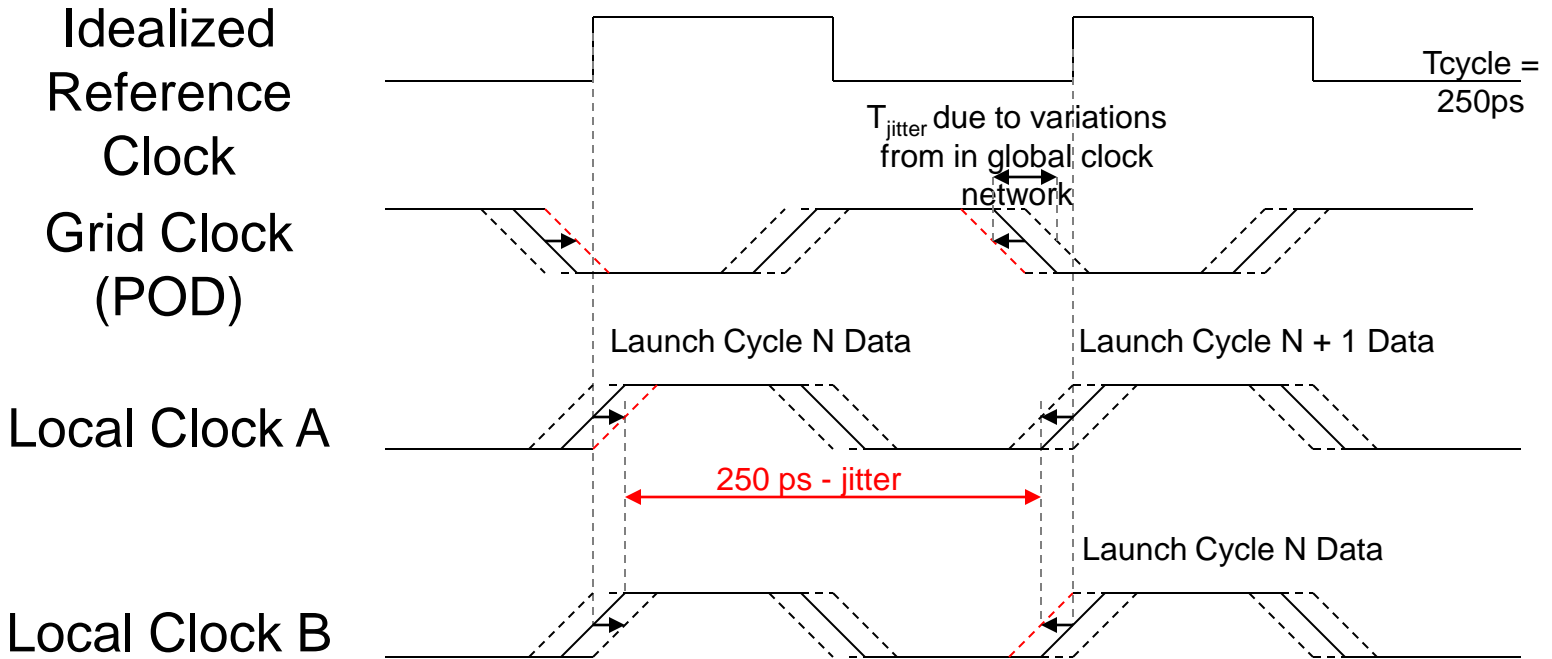 Idealized
Reference
Clock
Tcycle =
250ps
Tjitter due to variations
from in global clock
network
Grid Clock
(POD)
Launch Cycle N Data
Launch Cycle N + 1 Data
Local Clock A
250 ps - jitter
Launch Cycle N Data
Local Clock B